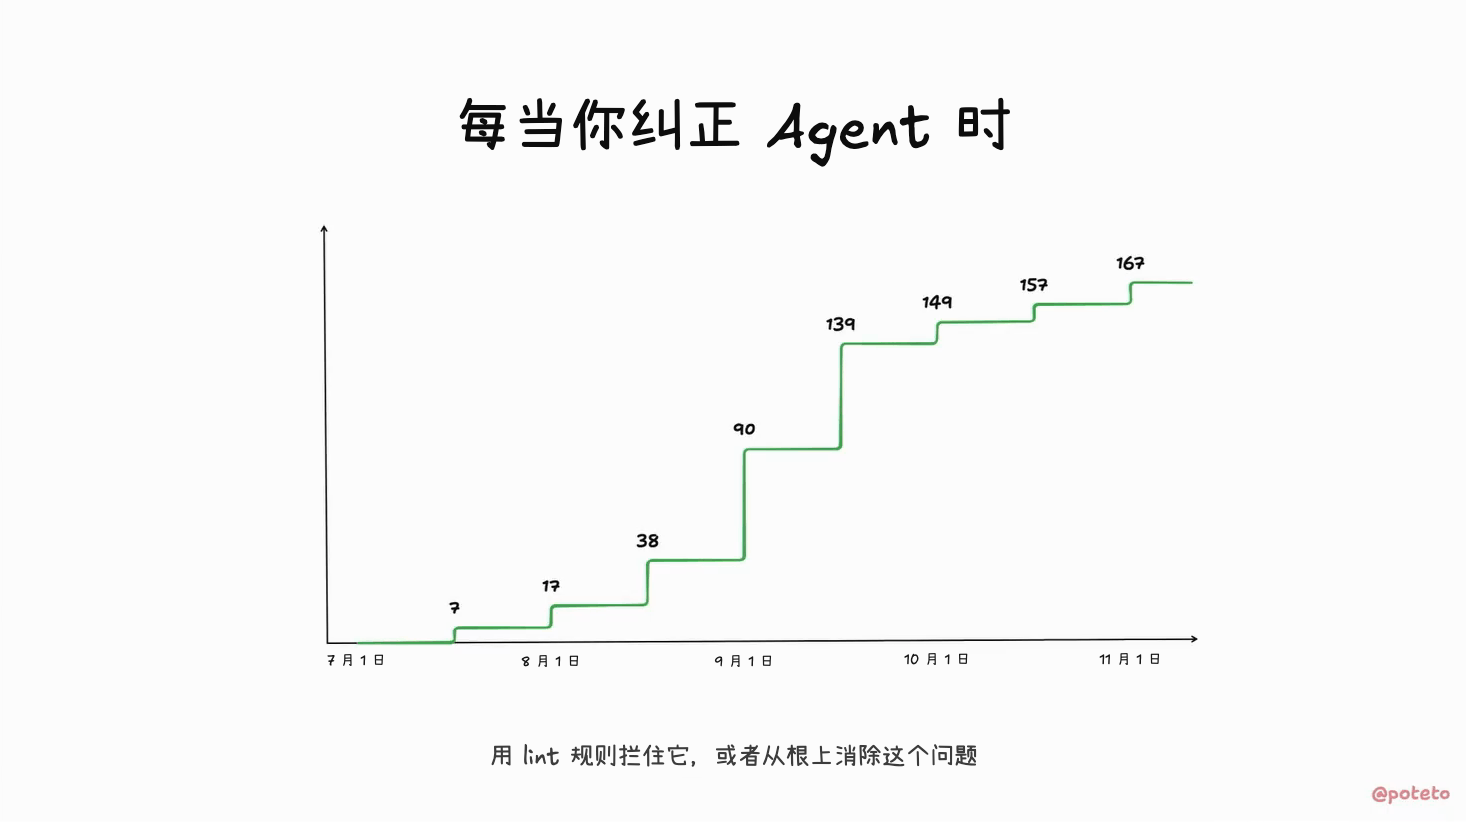 每当你纠正 Agent 时
167
157
149
139
90
38
17
7
7 月 1 日
8 月 1 日
9 月 1 日
10 月 1 日
11 月 1 日
用 lint 规则拦住它，或者从根上消除这个问题
@poteto